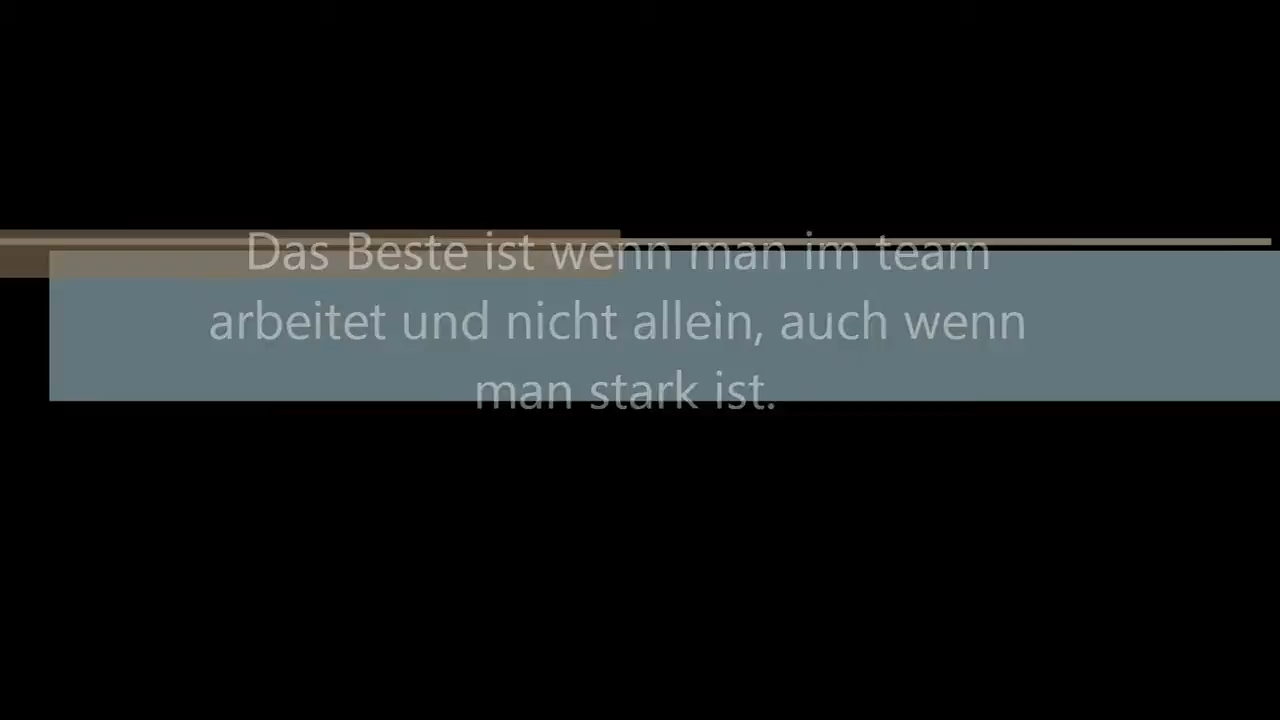 Das Beste ist wenn man im team
arbeitet und nicht allein, auch wenn
man stark ist.